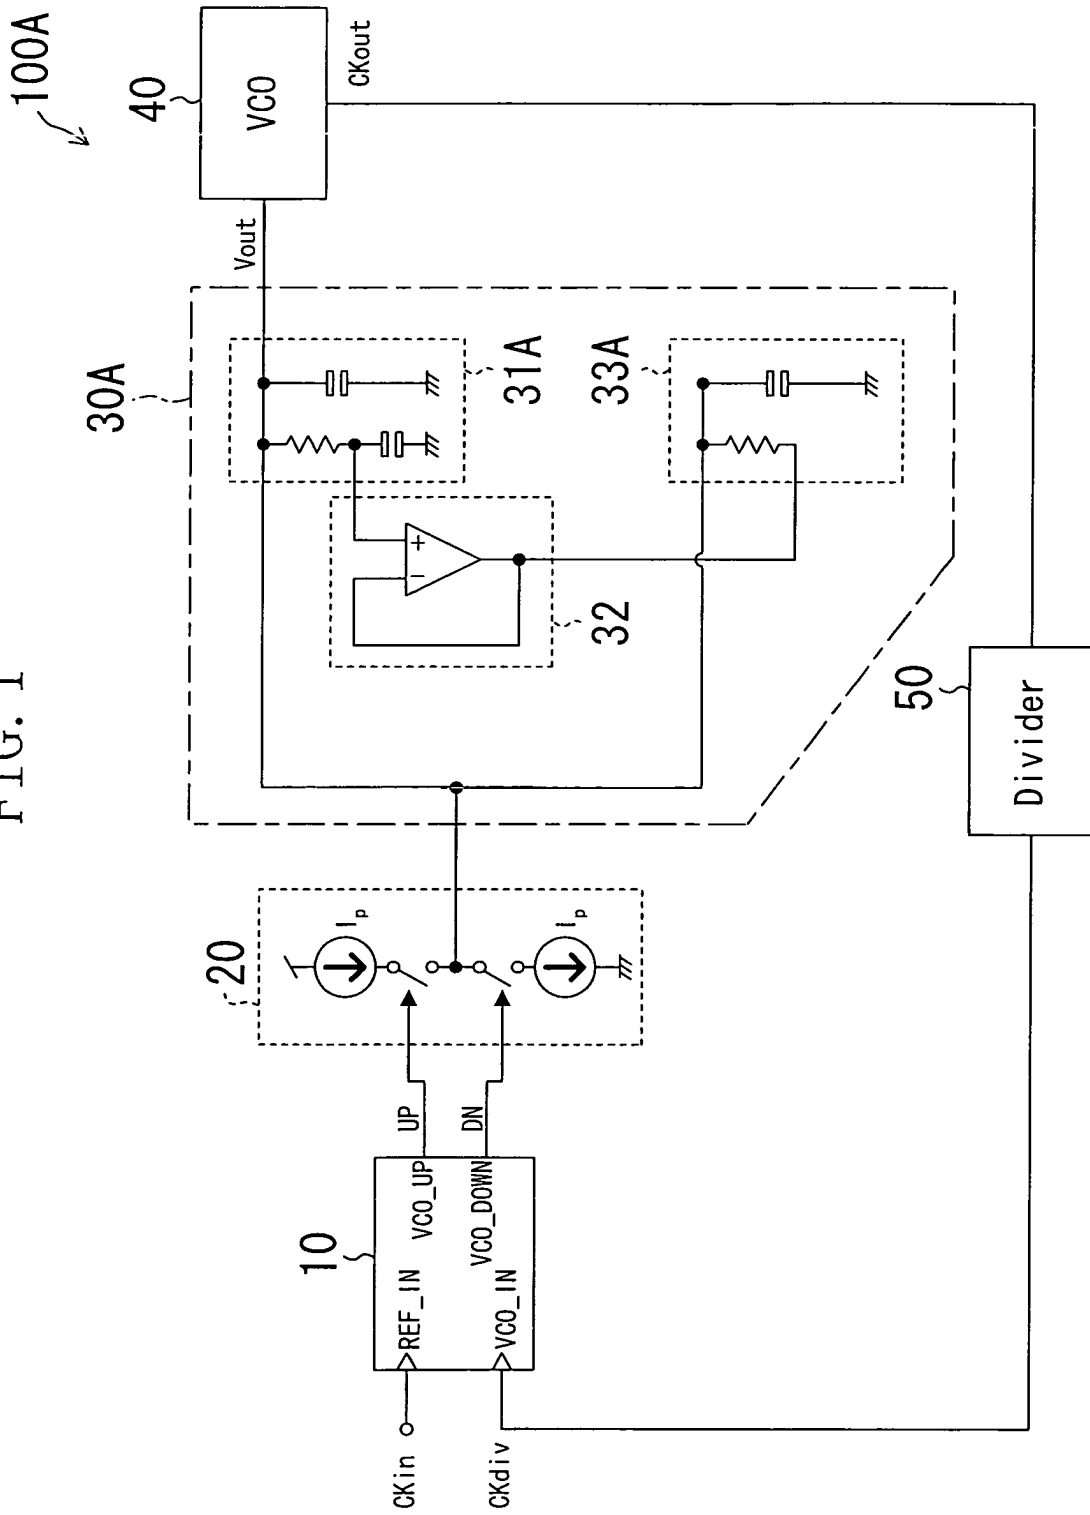 FIG. 1
100A
40
VCO
CKout
Vout
30A
31A
33A
32
20
Ip
Ip
UP
DN
10
REF_IN
VCO_UP
VCO_DOWN
VCO_IN
CKin
CKdiv
50
Divider
+
−